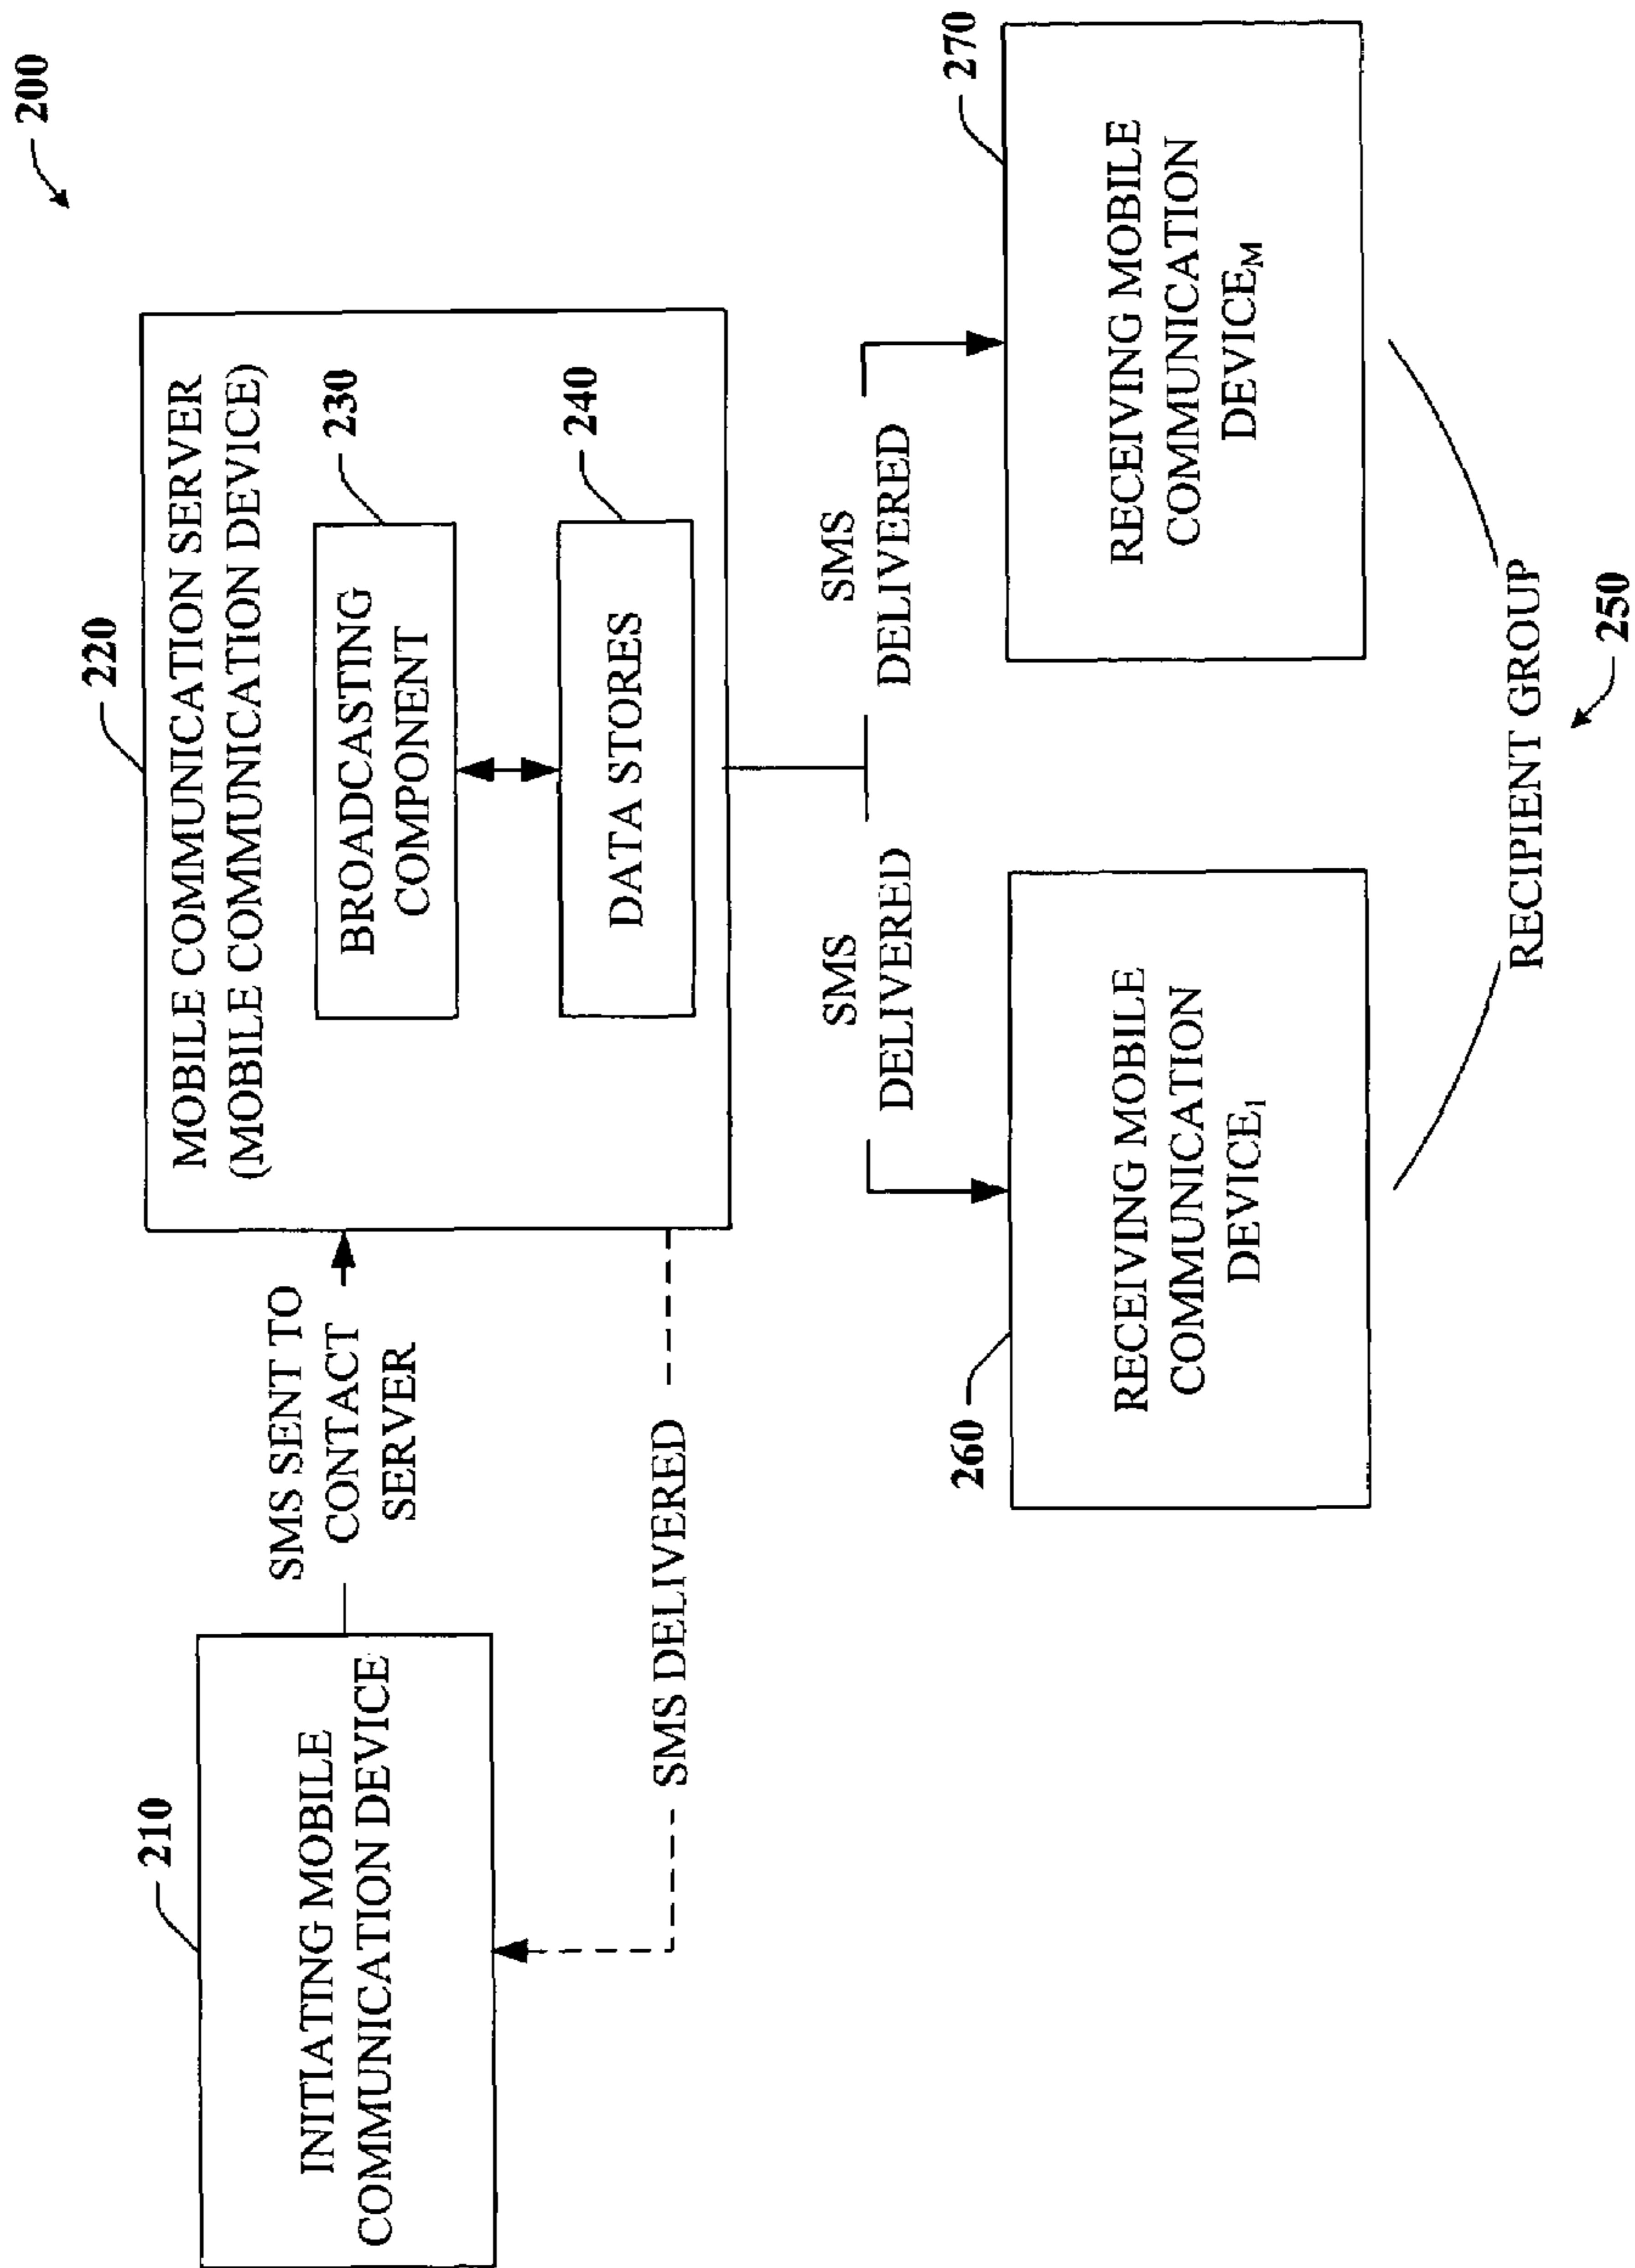 200
210
INITIATING MOBILE
COMMUNICATION DEVICE
SMS SENT TO
CONTACT
SERVER
SMS DELIVERED
220
MOBILE COMMUNICATION SERVER
(MOBILE COMMUNICATION DEVICE)
230
BROADCASTING
COMPONENT
240
DATA STORES
SMS
DELIVERED
SMS
DELIVERED
260
RECEIVING MOBILE
COMMUNICATION
DEVICE₁
270
RECEIVING MOBILE
COMMUNICATION
DEVICE_M
RECIPIENT GROUP
250